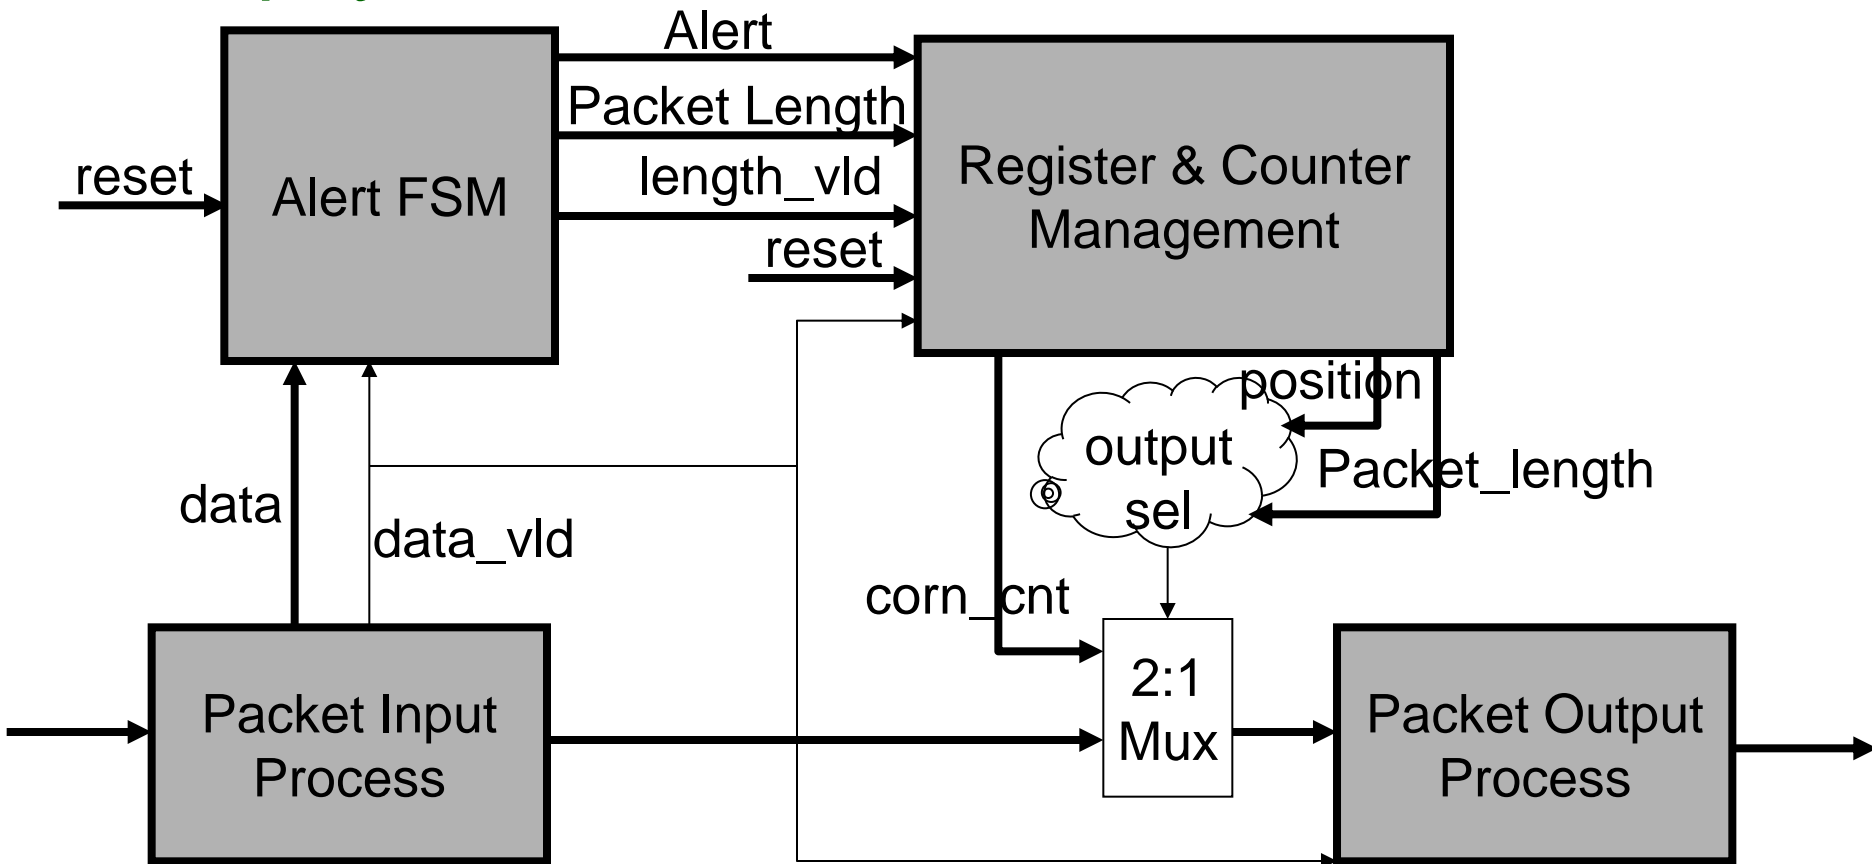 Alert
Packet Length
length_vld
reset
reset
Alert FSM
Register & Counter
Management
position
output
sel
Packet_length
data
data_vld
corn_cnt
2:1
Mux
Packet Input
Process
Packet Output
Process